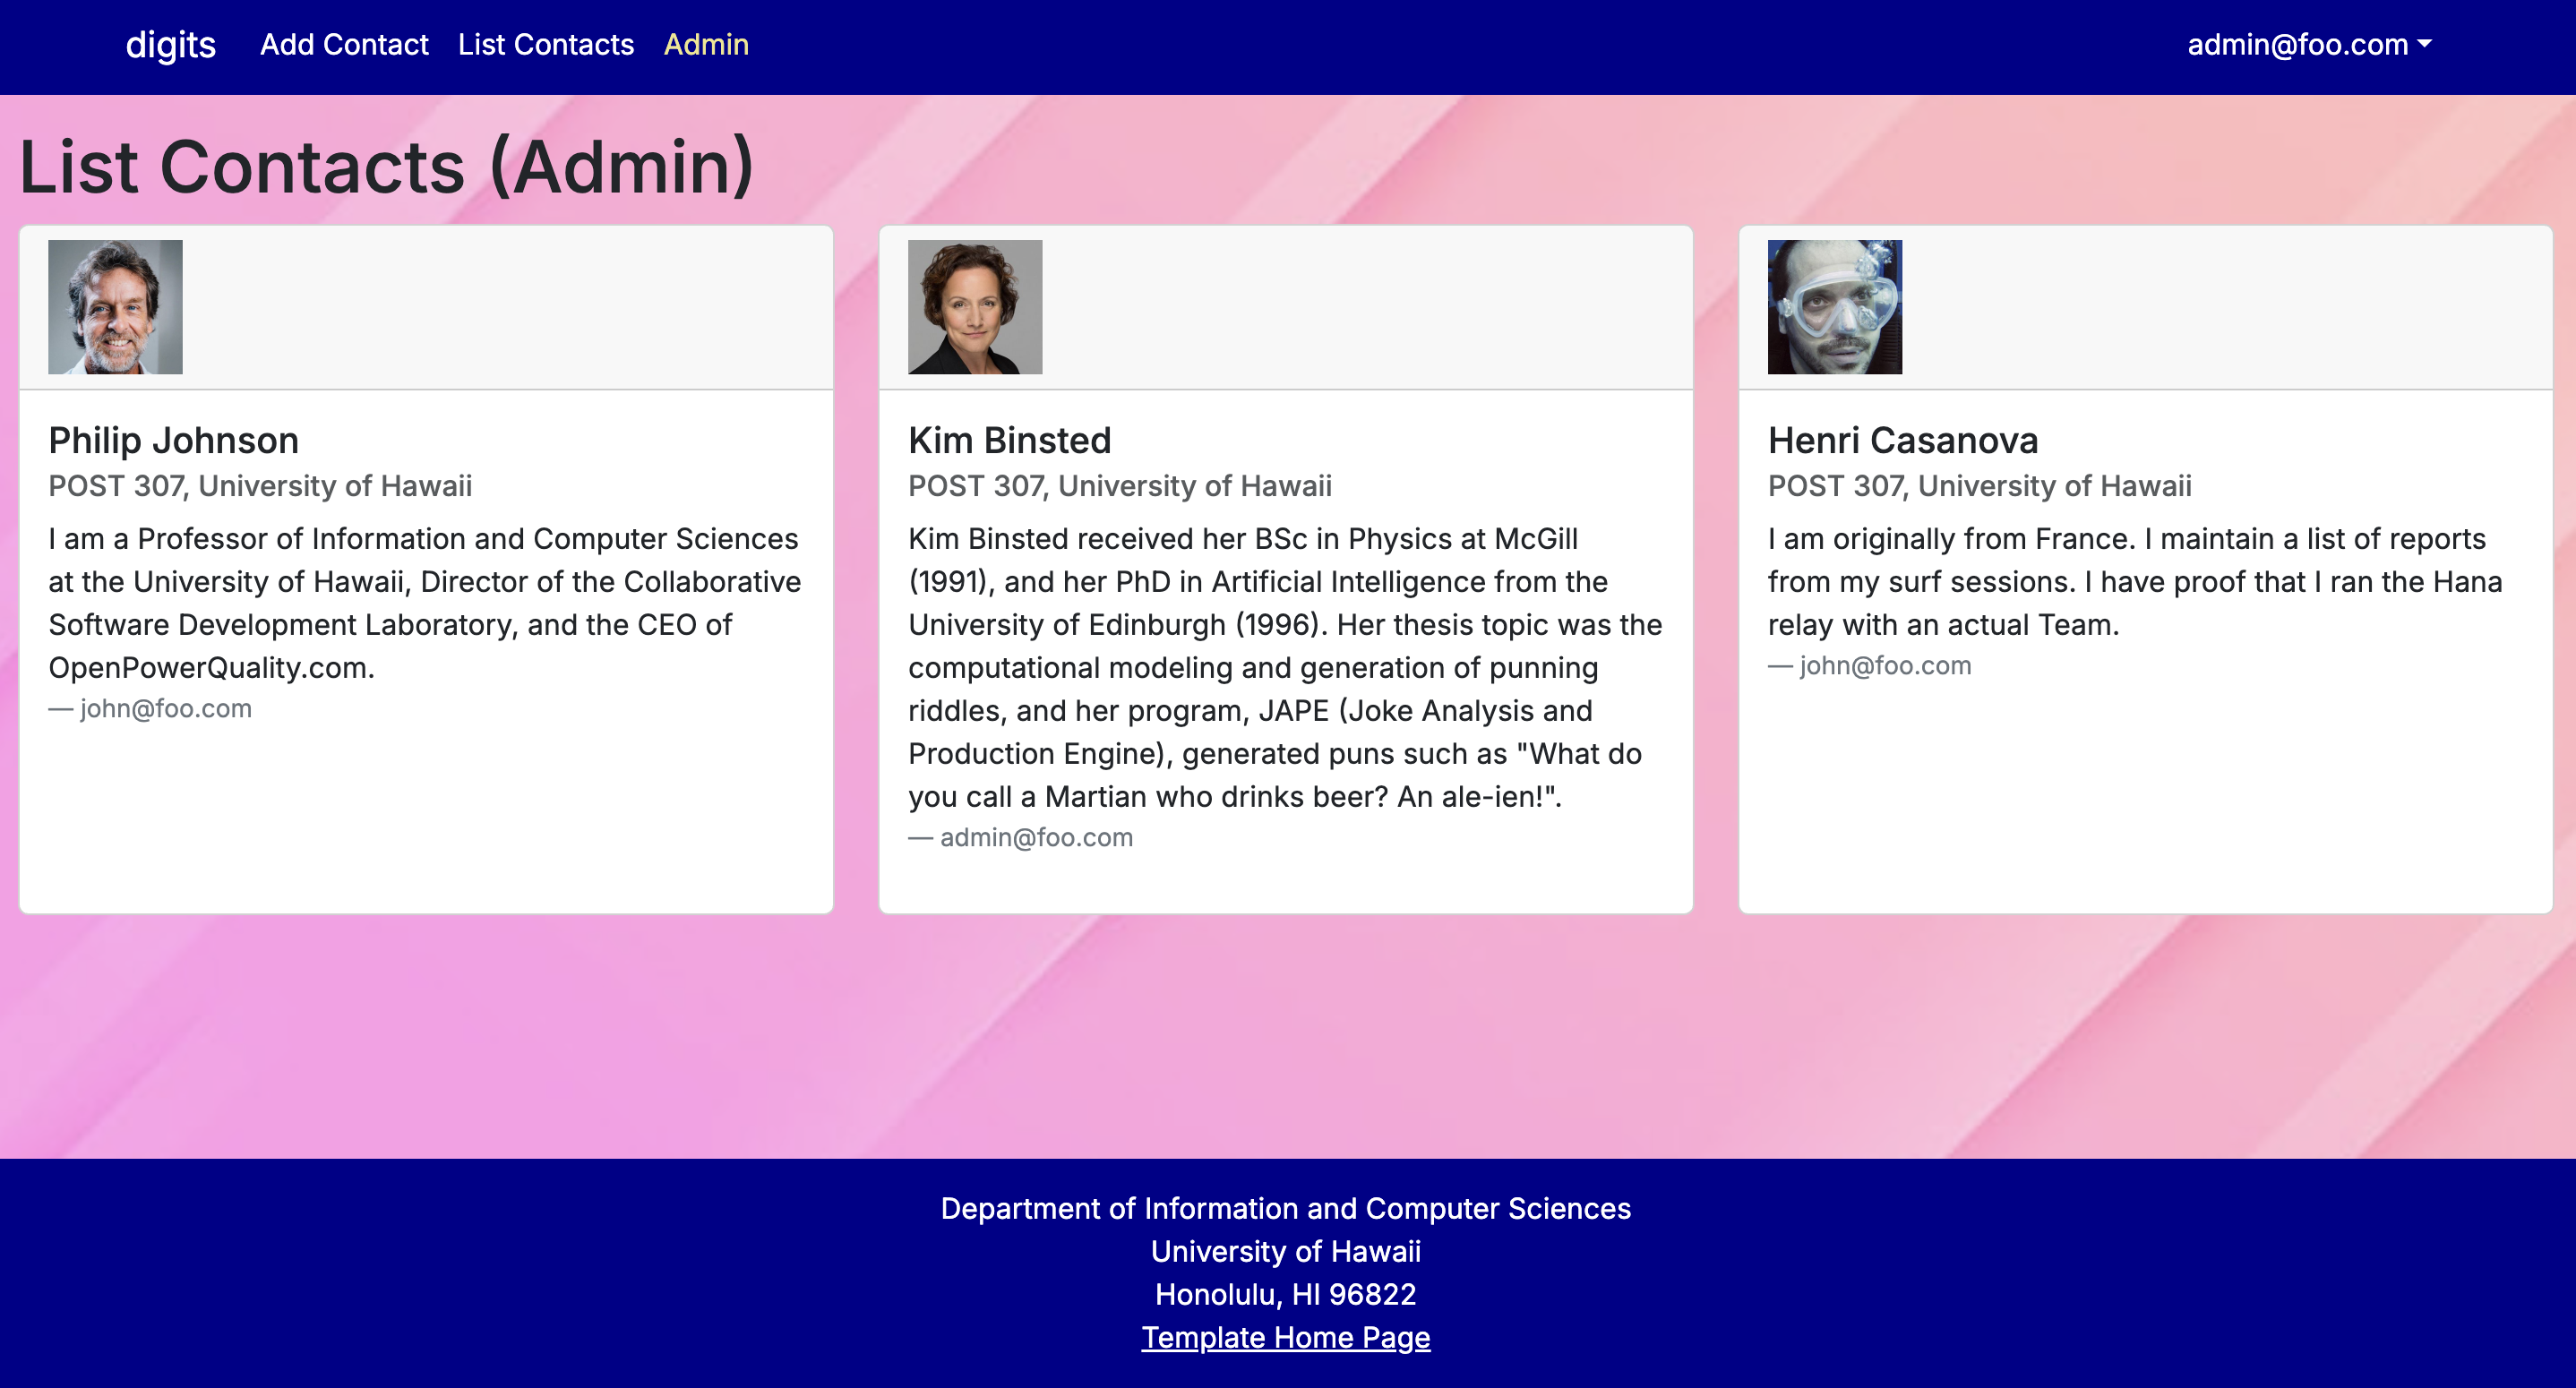 digits Add Contact List Contacts Admin admin@foo.com
List Contacts (Admin)
Philip Johnson
POST 307, University of Hawaii
I am a Professor of Information and Computer Sciences
at the University of Hawaii, Director of the Collaborative
Software Development Laboratory, and the CEO of
OpenPowerQuality.com.
— john@foo.com
Kim Binsted
POST 307, University of Hawaii
Kim Binsted received her BSc in Physics at McGill
(1991), and her PhD in Artificial Intelligence from the
University of Edinburgh (1996). Her thesis topic was the
computational modeling and generation of punning
riddles, and her program, JAPE (Joke Analysis and
Production Engine), generated puns such as "What do
you call a Martian who drinks beer? An ale-ien!".
— admin@foo.com
Henri Casanova
POST 307, University of Hawaii
I am originally from France. I maintain a list of reports
from my surf sessions. I have proof that I ran the Hana
relay with an actual Team.
— john@foo.com
Department of Information and Computer Sciences
University of Hawaii
Honolulu, HI 96822
Template Home Page